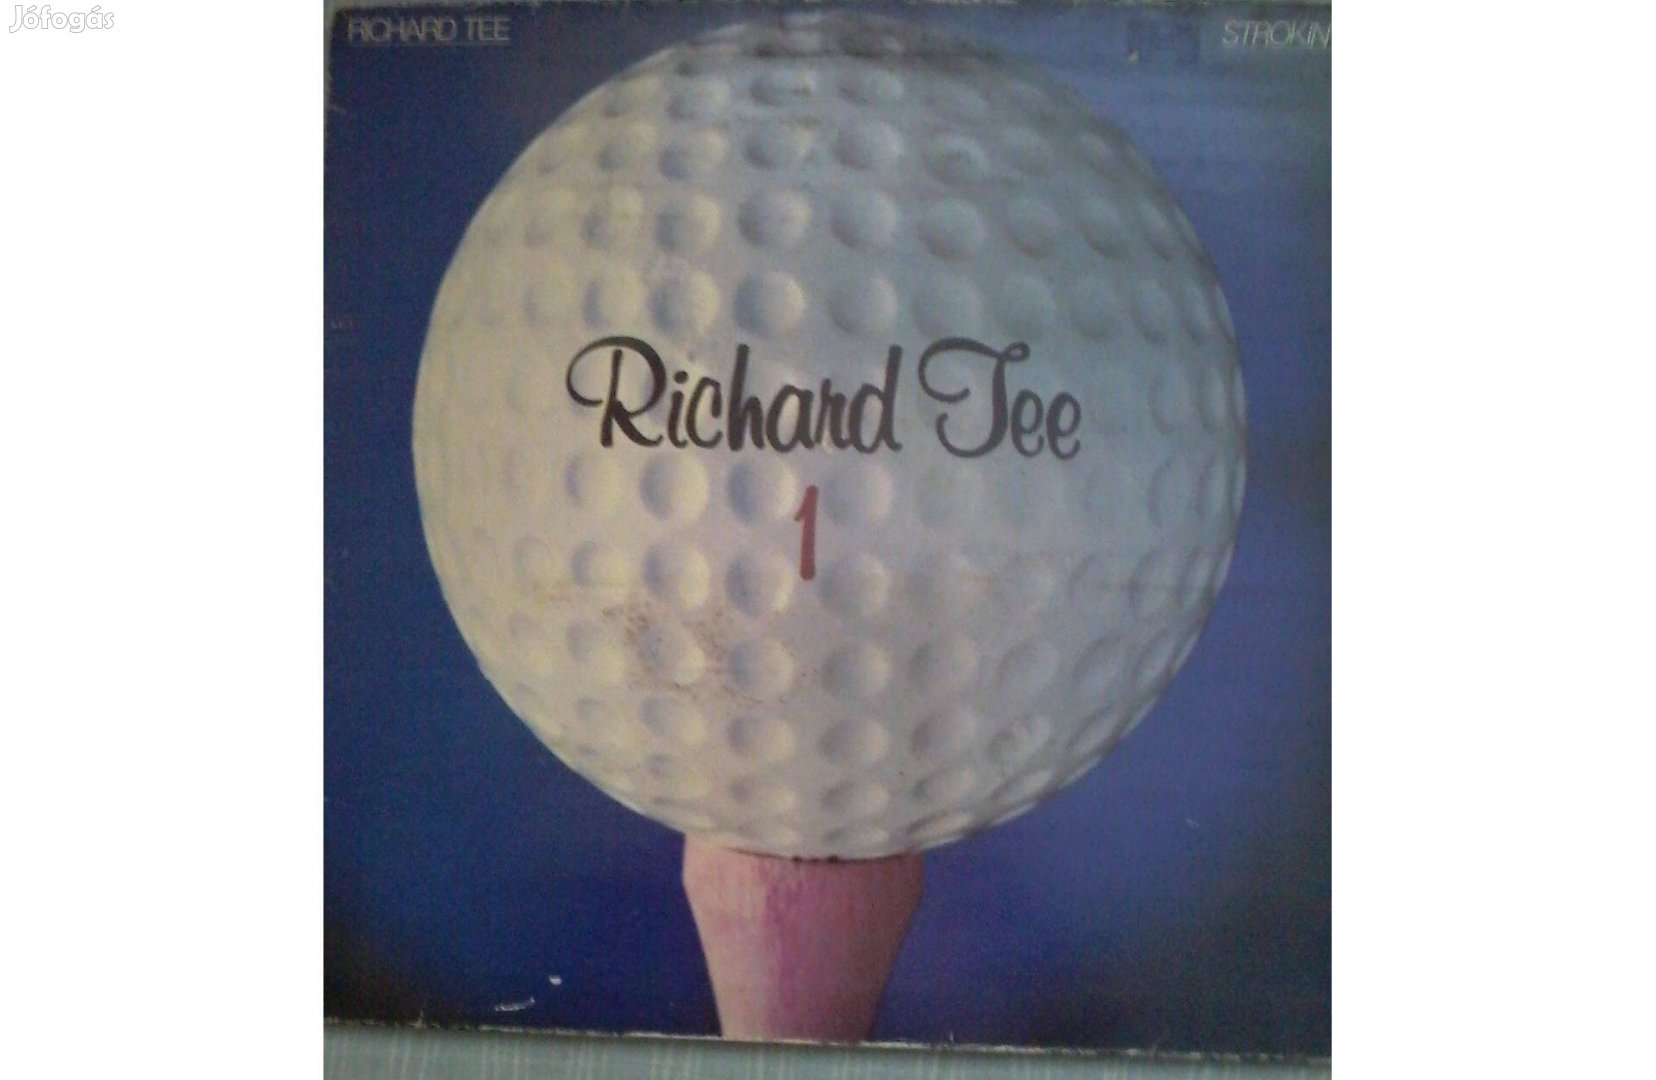 Jófogás
RICHARD TEE STROKIN
Richard Tee
1